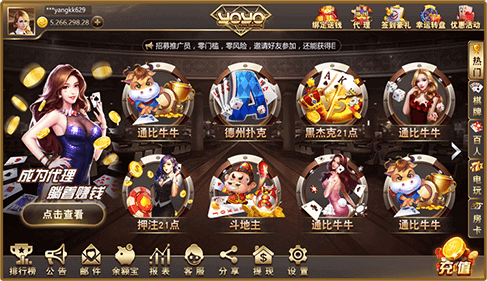 ***yangkk629
5,266,298.28
YOYO
绑定送钱
代理
签到豪礼
幸运转盘
优惠活动
招募推广员，零门槛，零风险，邀请好友参加，还能获得
热门
棋牌
百人
电玩
房卡
通比牛牛
德州扑克
黑杰克21点
通比牛牛
成为代理
躺着赚钱
点击查看
押注21点
斗地主
通比牛牛
通比牛牛
排行榜
公告
邮件
余额宝
报表
客服
分享
提现
设置
充值